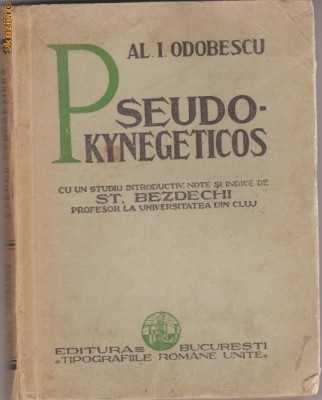 AL. I. ODOBESCU
PSEUDO-
KYNEGETICOS
CU UN STUDIU INTRODUCTIV, NOTE ȘI INDICE DE
ST. BEZDECHI
PROFESOR LA UNIVERSITATEA DIN CLUJ
EDITURA BUCUREȘTI
„TIPOGRAFIILE ROMÂNE UNITE”